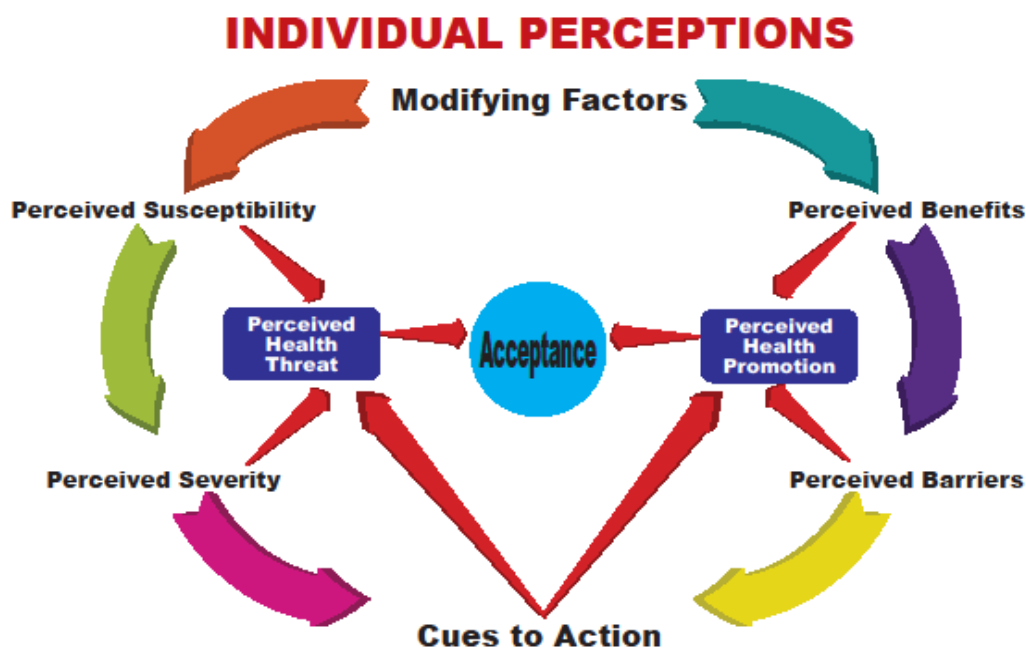 INDIVIDUAL PERCEPTIONS
Modifying Factors
Perceived Susceptibility
Perceived Benefits
Perceived
Health
Threat
Acceptance
Perceived
Health
Promotion
Perceived Severity
Perceived Barriers
Cues to Action